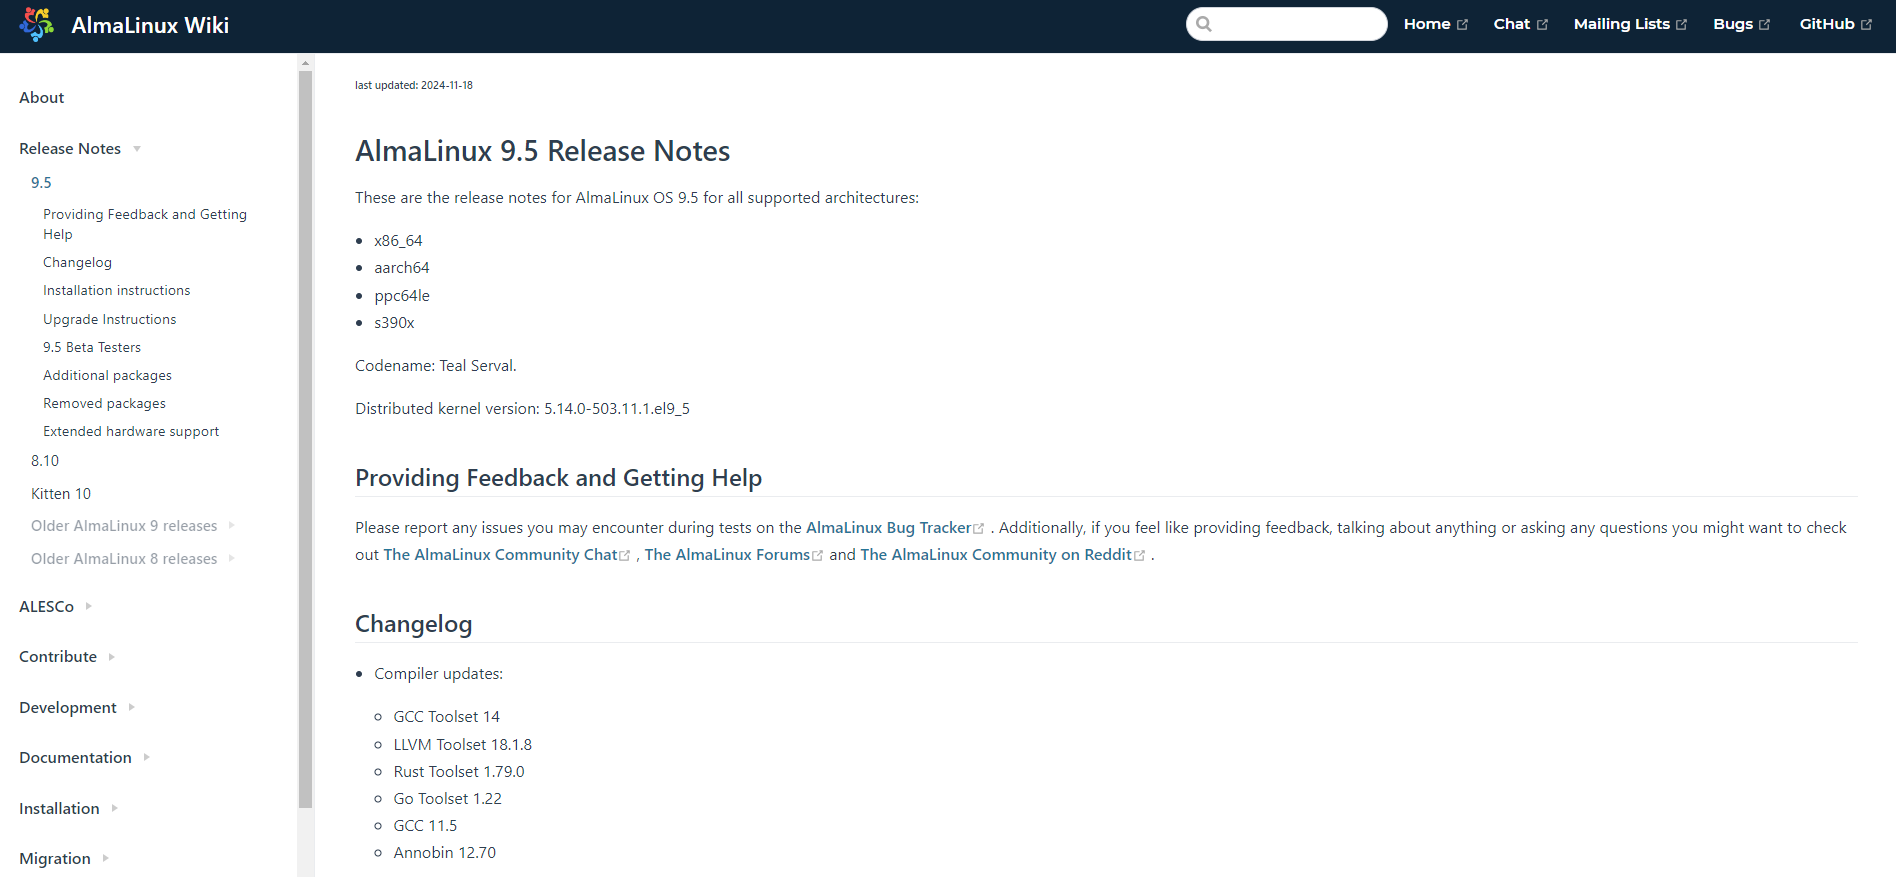 AlmaLinux Wiki
Home
Chat
Mailing Lists
Bugs
GitHub
About
Release Notes
9.5
Providing Feedback and Getting
Help
Changelog
Installation instructions
Upgrade Instructions
9.5 Beta Testers
Additional packages
Removed packages
Extended hardware support
8.10
Kitten 10
Older AlmaLinux 9 releases
Older AlmaLinux 8 releases
ALESCo
Contribute
Development
Documentation
Installation
Migration
last updated: 2024-11-18
AlmaLinux 9.5 Release Notes
These are the release notes for AlmaLinux OS 9.5 for all supported architectures:
• x86_64
• aarch64
• ppc64le
• s390x
Codename: Teal Serval.
Distributed kernel version: 5.14.0-503.11.1.el9_5
Providing Feedback and Getting Help
Please report any issues you may encounter during tests on the AlmaLinux Bug Tracker . Additionally, if you feel like providing feedback, talking about anything or asking any questions you might want to check
out The AlmaLinux Community Chat , The AlmaLinux Forums and The AlmaLinux Community on Reddit .
Changelog
• Compiler updates:
◦ GCC Toolset 14
◦ LLVM Toolset 18.1.8
◦ Rust Toolset 1.79.0
◦ Go Toolset 1.22
◦ GCC 11.5
◦ Annobin 12.70